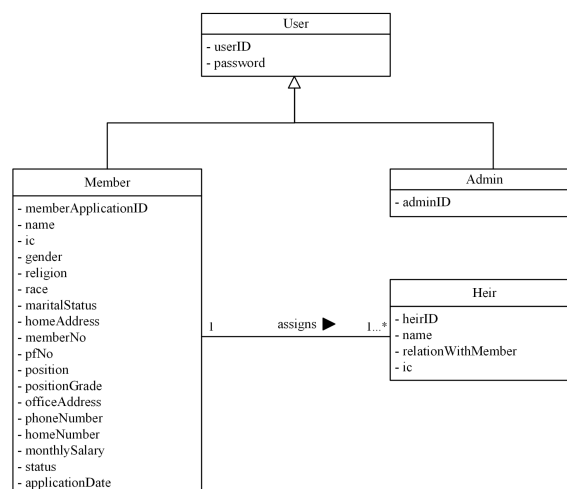 User
- userID
- password
Member
- memberApplicationID
- name
- ic
- gender
- religion
- race
- maritalStatus
- homeAddress
- memberNo
- pfNo
- position
- positionGrade
- officeAddress
- phoneNumber
- homeNumber
- monthlySalary
- status
- applicationDate
Admin
- adminID
1 assigns 1...*
Heir
- heirID
- name
- relationWithMember
- ic